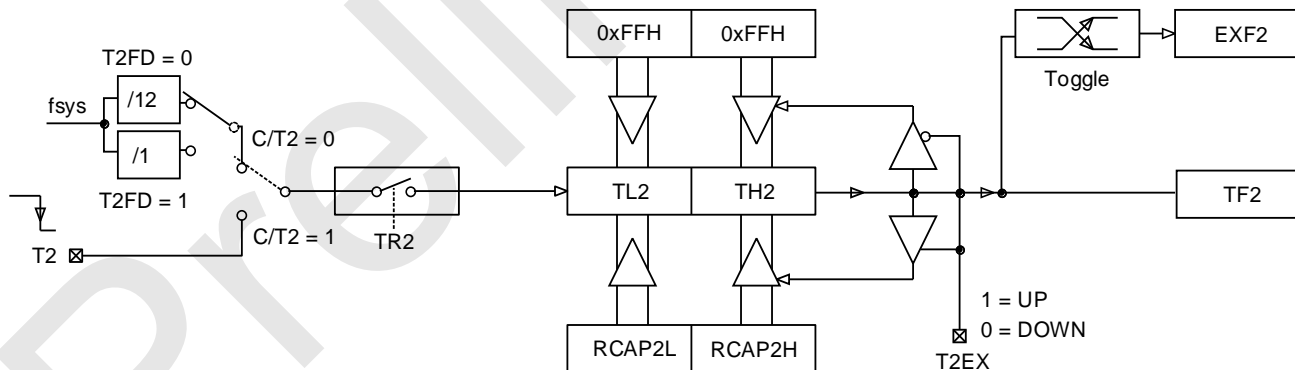 0xFFH 0xFFH
EXF2
T2FD = 0
Toggle
/12
fsys
C/T2 = 0
/1
TL2 TH2
TF2
T2FD = 1
C/T2 = 1
TR2
T2
1 = UP
0 = DOWN
RCAP2L RCAP2H
T2EX
Preli